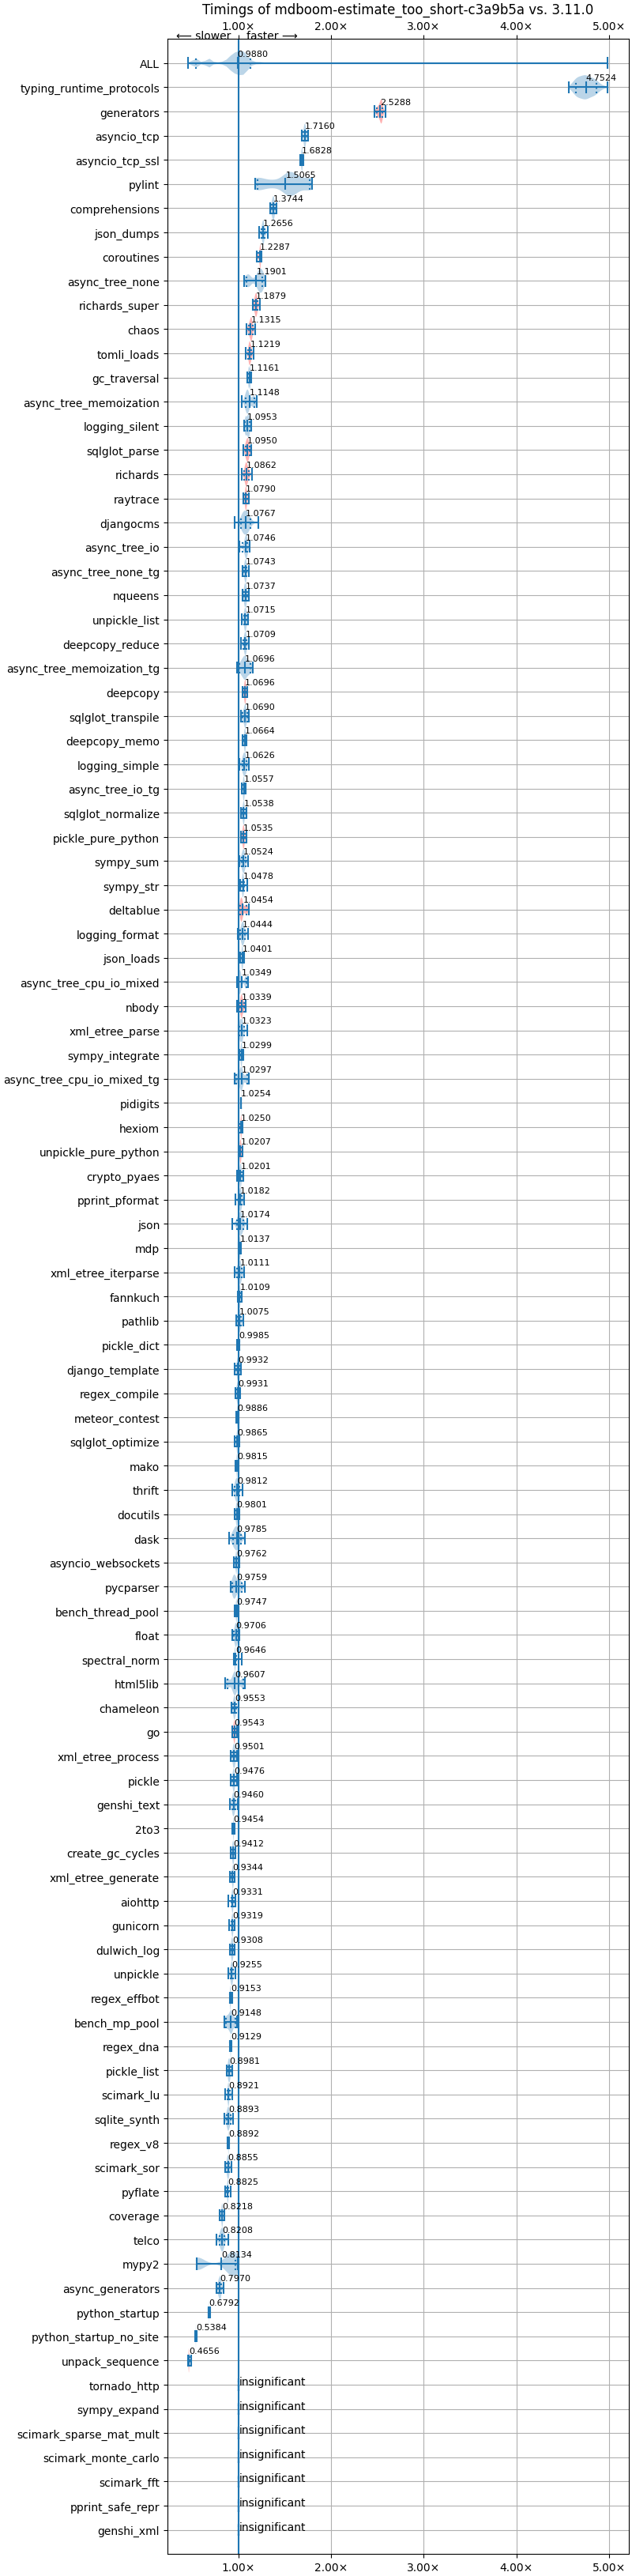 Timings of mdboom-estimate_too_short-c3a9b5a vs. 3.11.0
1.00× 2.00× 3.00× 4.00× 5.00×
⟵ slower faster ⟶
ALL 0.9880
typing_runtime_protocols 4.7524
generators 2.5288
asyncio_tcp 1.7160
asyncio_tcp_ssl 1.6828
pylint 1.5065
comprehensions 1.3744
json_dumps 1.2656
coroutines 1.2287
async_tree_none 1.1901
richards_super 1.1879
chaos 1.1315
tomli_loads 1.1219
gc_traversal 1.1161
async_tree_memoization 1.1148
logging_silent 1.0953
sqlglot_parse 1.0950
richards 1.0862
raytrace 1.0790
djangocms 1.0767
async_tree_io 1.0746
async_tree_none_tg 1.0743
nqueens 1.0737
unpickle_list 1.0715
deepcopy_reduce 1.0709
async_tree_memoization_tg 1.0696
deepcopy 1.0696
sqlglot_transpile 1.0690
deepcopy_memo 1.0664
logging_simple 1.0626
async_tree_io_tg 1.0557
sqlglot_normalize 1.0538
pickle_pure_python 1.0535
sympy_sum 1.0524
sympy_str 1.0478
deltablue 1.0454
logging_format 1.0444
json_loads 1.0401
async_tree_cpu_io_mixed 1.0349
nbody 1.0339
xml_etree_parse 1.0323
sympy_integrate 1.0299
async_tree_cpu_io_mixed_tg 1.0297
pidigits 1.0254
hexiom 1.0250
unpickle_pure_python 1.0207
crypto_pyaes 1.0201
pprint_pformat 1.0182
json 1.0174
mdp 1.0137
xml_etree_iterparse 1.0111
fannkuch 1.0109
pathlib 1.0075
pickle_dict 0.9985
django_template 0.9932
regex_compile 0.9931
meteor_contest 0.9886
sqlglot_optimize 0.9865
mako 0.9815
thrift 0.9812
docutils 0.9801
dask 0.9785
asyncio_websockets 0.9762
pycparser 0.9759
bench_thread_pool 0.9747
float 0.9706
spectral_norm 0.9646
html5lib 0.9607
chameleon 0.9553
go 0.9543
xml_etree_process 0.9501
pickle 0.9476
genshi_text 0.9460
2to3 0.9454
create_gc_cycles 0.9412
xml_etree_generate 0.9344
aiohttp 0.9331
gunicorn 0.9319
dulwich_log 0.9308
unpickle 0.9255
regex_effbot 0.9153
bench_mp_pool 0.9148
regex_dna 0.9129
pickle_list 0.8981
scimark_lu 0.8921
sqlite_synth 0.8893
regex_v8 0.8892
scimark_sor 0.8855
pyflate 0.8825
coverage 0.8218
telco 0.8208
mypy2 0.8134
async_generators 0.7970
python_startup 0.6792
python_startup_no_site 0.5384
unpack_sequence 0.4656
tornado_http insignificant
sympy_expand insignificant
scimark_sparse_mat_mult insignificant
scimark_monte_carlo insignificant
scimark_fft insignificant
pprint_safe_repr insignificant
genshi_xml insignificant
1.00× 2.00× 3.00× 4.00× 5.00×